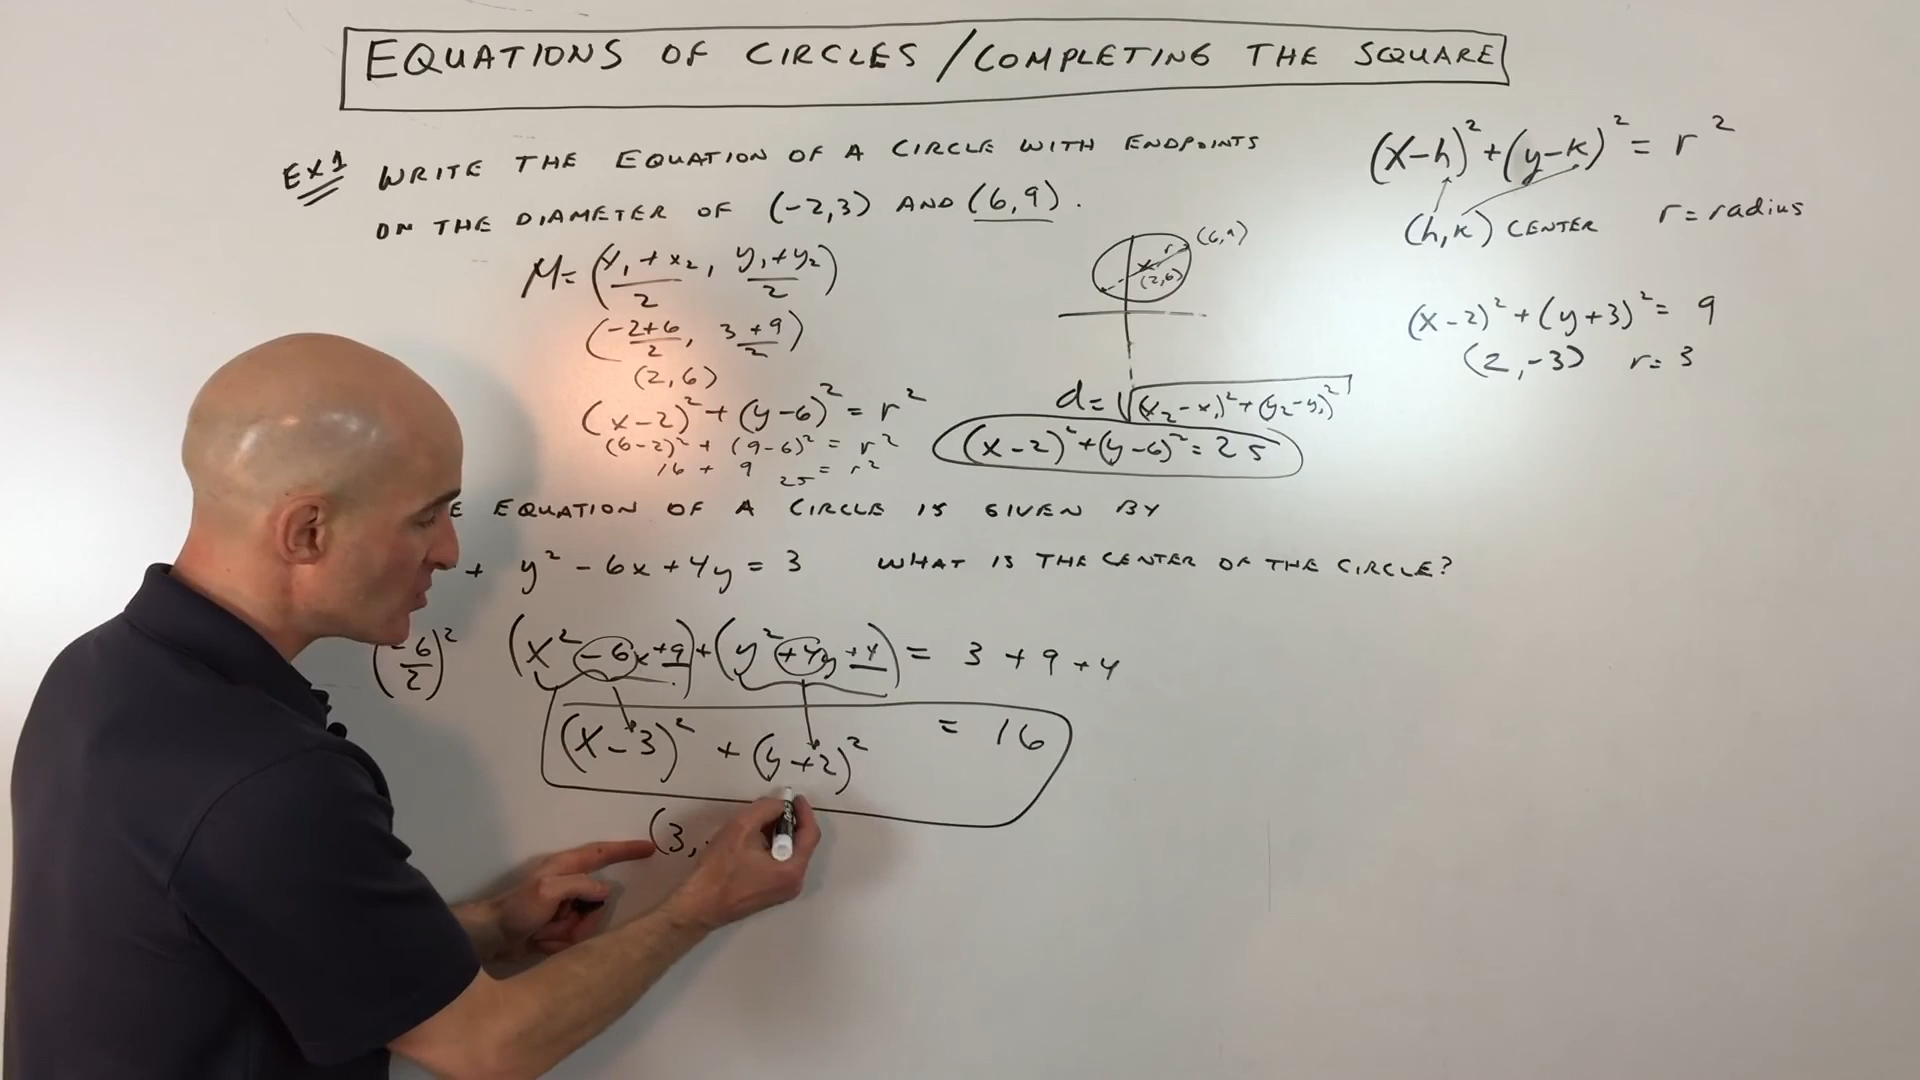 EQUATIONS OF CIRCLES / COMPLETING THE SQUARE
EX1 WRITE THE EQUATION OF A CIRCLE WITH ENDPOINTS
ON THE DIAMETER OF (-2,3) AND (6,9).
M= (x₁ + x₂ / 2, y₁+y₂ / 2)
(-2+6 / 2, 3+9 / 2)
(2,6)
(x-2)² + (y-6)² = r²
(6-2)² + (9-6)² = r²
16 + 9
25 = r²
r (6,9)
(2,6)
d= √(x₂-x₁)²+(y₂-y₁)²
(x-2)²+(y-6)²= 25
(x-h)²+(y-k)² = r²
(h,k) CENTER r= radius
(x-2)²+(y+3)²= 9
(2,-3) r= 3
E EQUATION OF A CIRCLE IS GIVEN BY
+ y² - 6x+4y = 3 WHAT IS THE CENTER OF THE CIRCLE?
(-6/2)² (x²-6x+9)+(y²+4y+4) = 3 +9 +4
(x-3)² + (y+2)² = 16
(3,